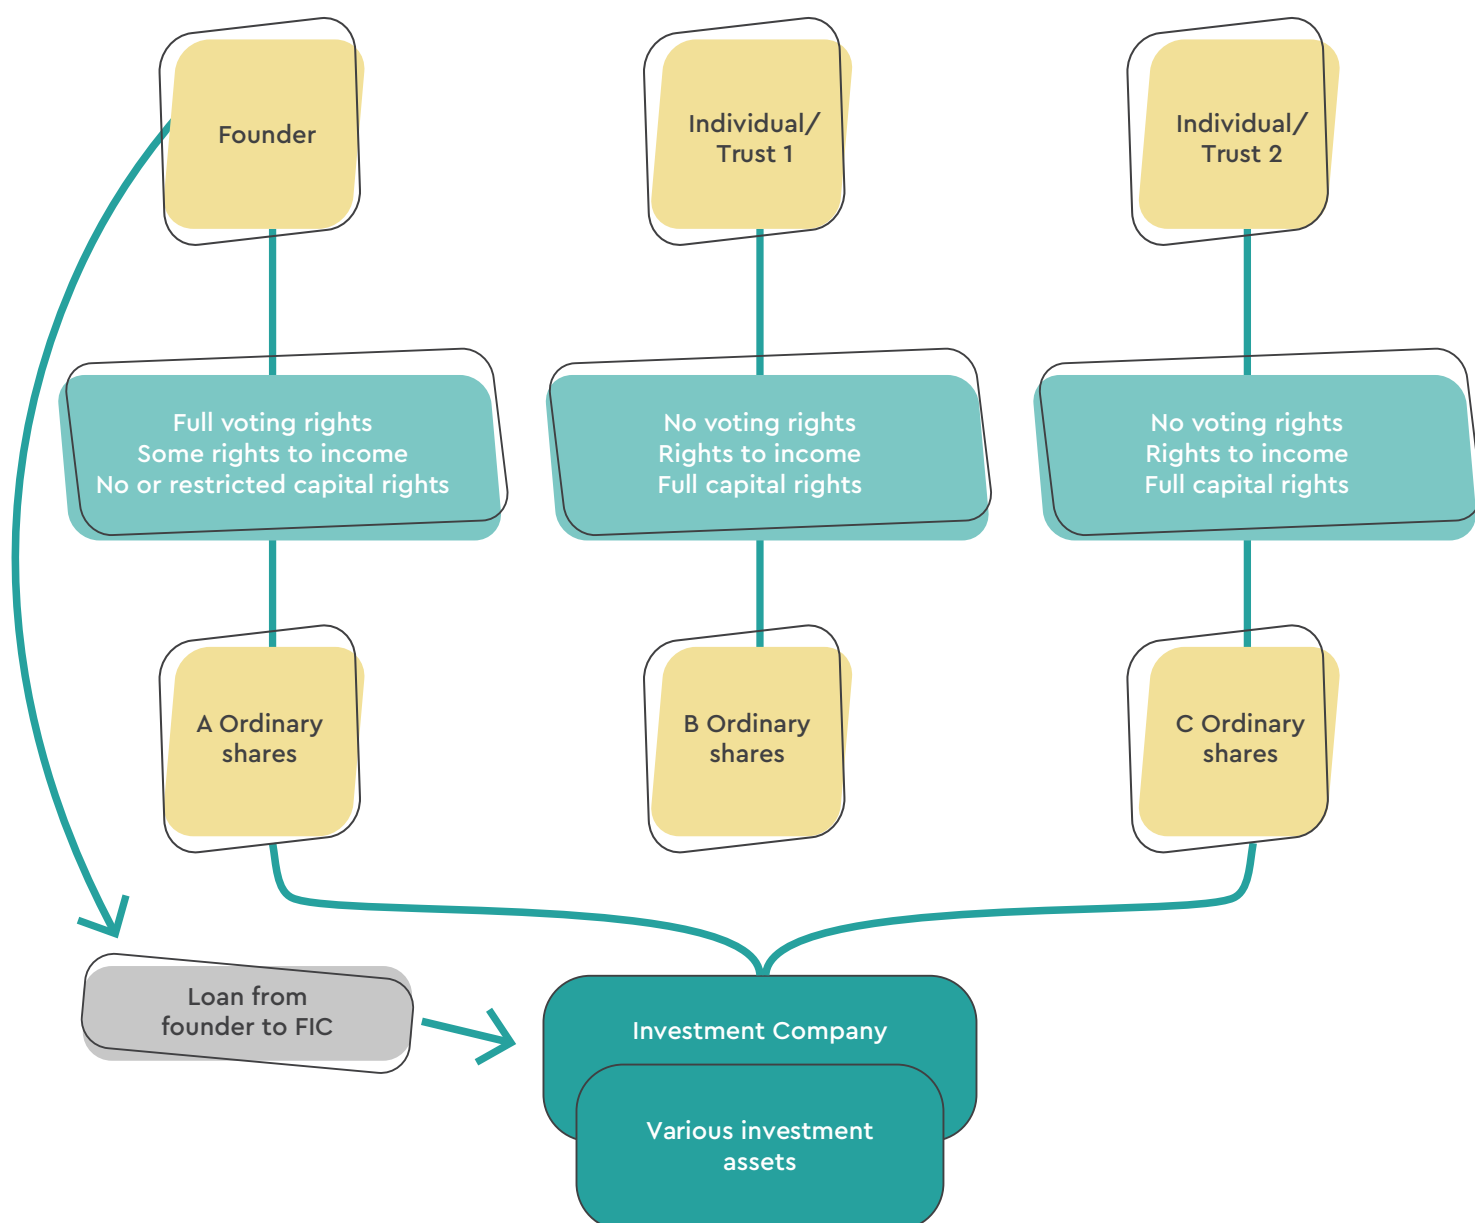 Founder
Individual/
Trust 1
Individual/
Trust 2
Full voting rights
Some rights to income
No or restricted capital rights
No voting rights
Rights to income
Full capital rights
No voting rights
Rights to income
Full capital rights
A Ordinary
shares
B Ordinary
shares
C Ordinary
shares
Loan from
founder to FIC
Investment Company
Various investment
assets